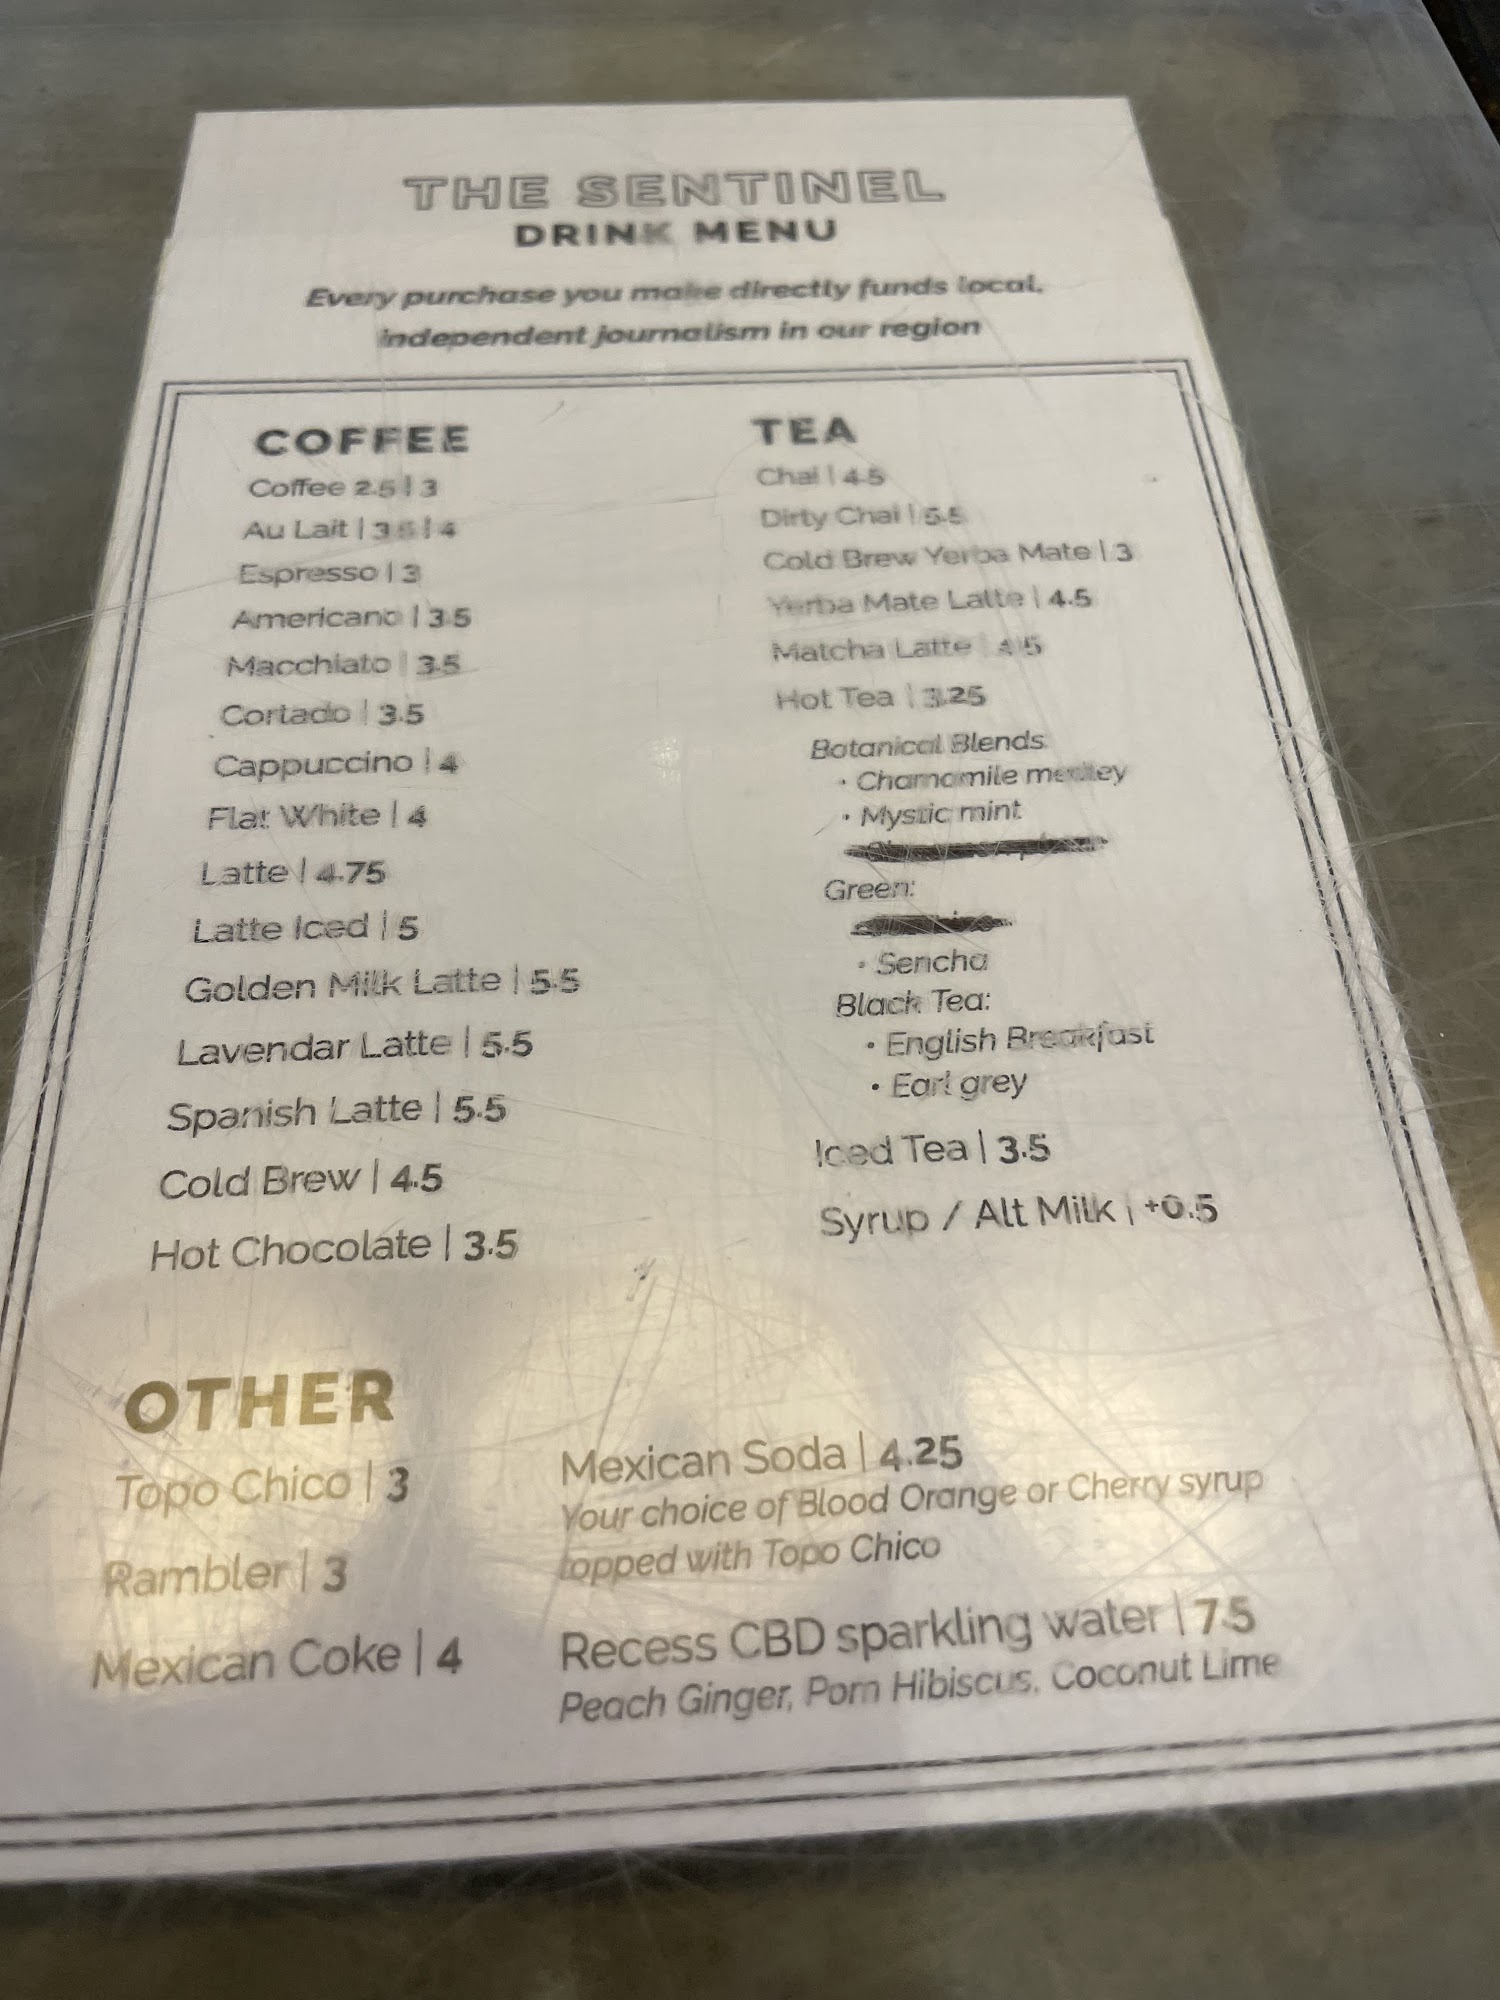 THE SENTINEL
DRINK MENU
Every purchase you make directly funds local,
independent journalism in our region
COFFEE
Coffee 2.5 | 3
Au Lait | 3.5 | 4
Espresso | 3
Americano | 3.5
Macchiato | 3.5
Cortado | 3.5
Cappuccino | 4
Flat White | 4
Latte | 4.75
Latte Iced | 5
Golden Milk Latte | 5.5
Lavendar Latte | 5.5
Spanish Latte | 5.5
Cold Brew | 4.5
Hot Chocolate | 3.5
TEA
Chai | 4.5
Dirty Chai | 5.5
Cold Brew Yerba Mate | 3
Yerba Mate Latte | 4.5
Matcha Latte | 4.5
Hot Tea | 3.25
Botanical Blends:
• Chamomile medley
• Mystic mint
Green:
• Sencha
Black Tea:
• English Breakfast
• Earl grey
Iced Tea | 3.5
Syrup / Alt Milk | +0.5
OTHER
Topo Chico | 3
Rambler | 3
Mexican Coke | 4
Mexican Soda | 4.25
Your choice of Blood Orange or Cherry syrup
topped with Topo Chico
Recess CBD sparkling water | 7.5
Peach Ginger, Pom Hibiscus, Coconut Lime